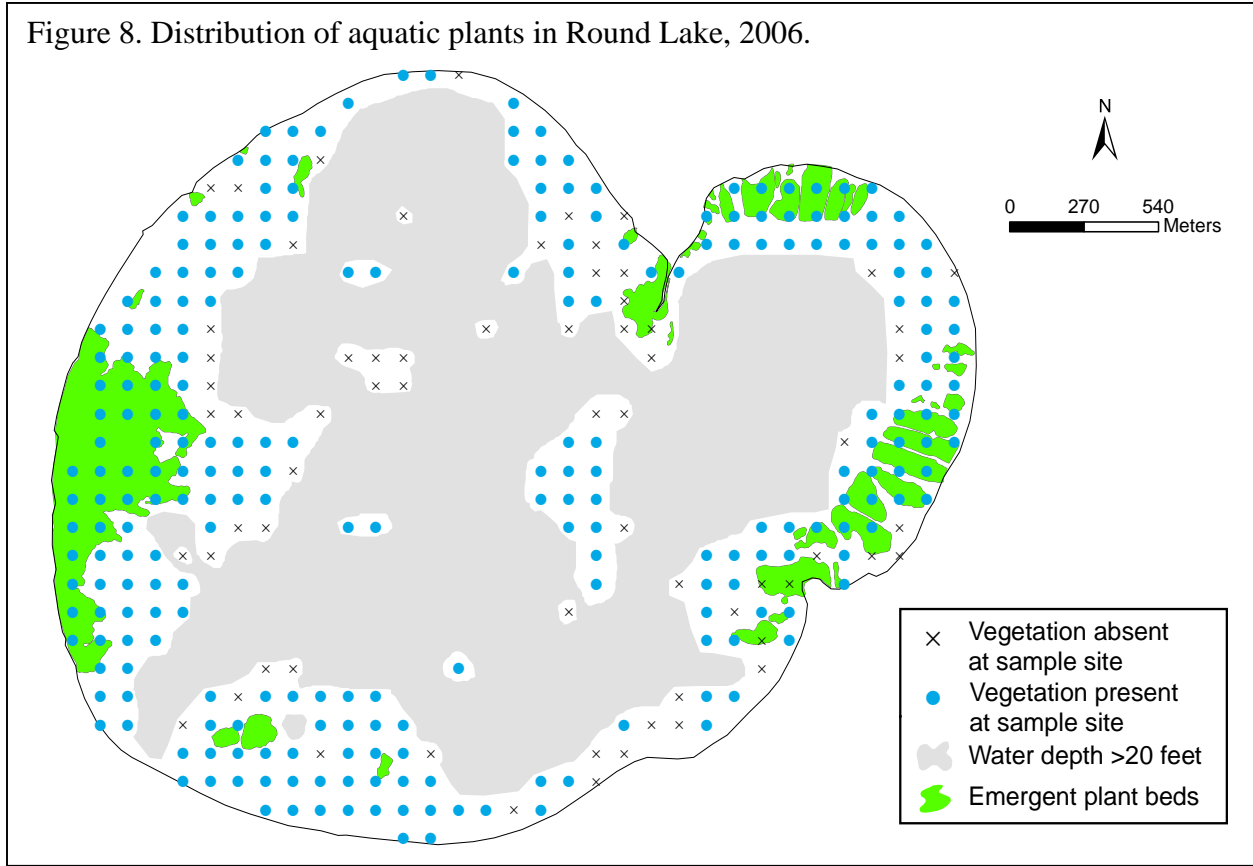 Figure 8. Distribution of aquatic plants in Round Lake, 2006.
N
0 270 540
Meters
Vegetation absent
at sample site
Vegetation present
at sample site
Water depth >20 feet
Emergent plant beds